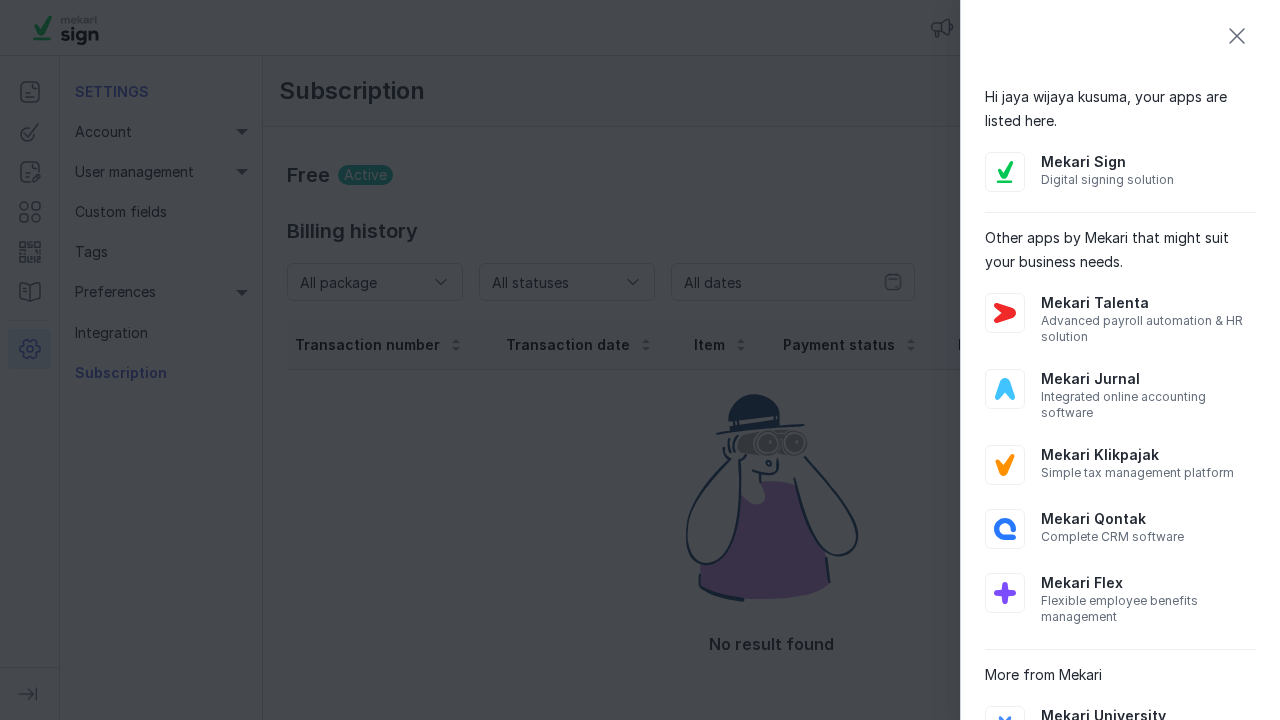 mekari
sign
SETTINGS
Account
User management
Custom fields
Tags
Preferences
Integration
Subscription
Subscription
Free Active
Billing history
All package
All statuses
All dates
Transaction number
Transaction date
Item
Payment status
No result found
Hi jaya wijaya kusuma, your apps are
listed here.
Mekari Sign
Digital signing solution
Other apps by Mekari that might suit
your business needs.
Mekari Talenta
Advanced payroll automation & HR
solution
Mekari Jurnal
Integrated online accounting
software
Mekari Klikpajak
Simple tax management platform
Mekari Qontak
Complete CRM software
Mekari Flex
Flexible employee benefits
management
More from Mekari
Mekari University